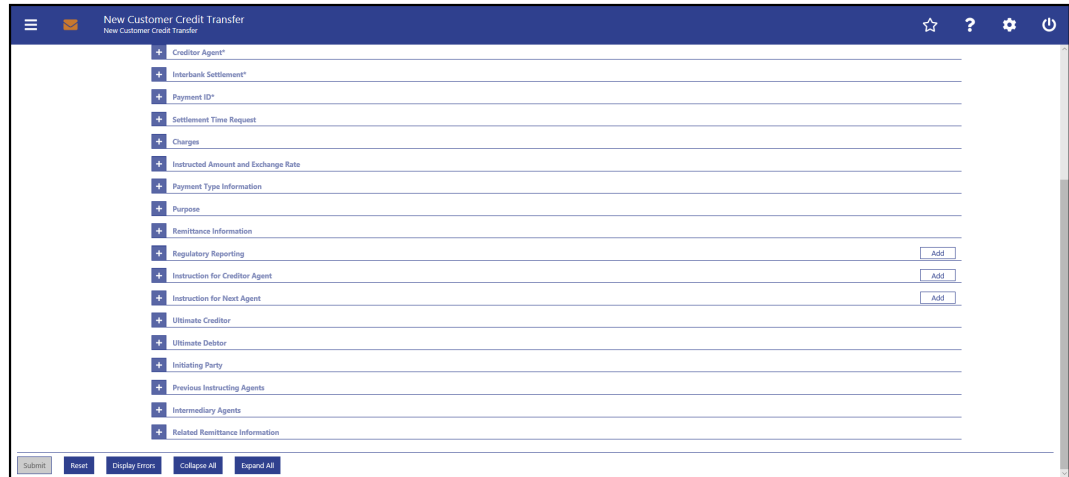 New Customer Credit Transfer
New Customer Credit Transfer
?
+ Creditor Agent*
+ Interbank Settlement*
+ Payment ID*
+ Settlement Time Request
+ Charges
+ Instructed Amount and Exchange Rate
+ Payment Type Information
+ Purpose
+ Remittance Information
+ Regulatory Reporting Add
+ Instruction for Creditor Agent Add
+ Instruction for Next Agent Add
+ Ultimate Creditor
+ Ultimate Debtor
+ Initiating Party
+ Previous Instructing Agents
+ Intermediary Agents
+ Related Remittance Information
Submit Reset Display Errors Collapse All Expand All